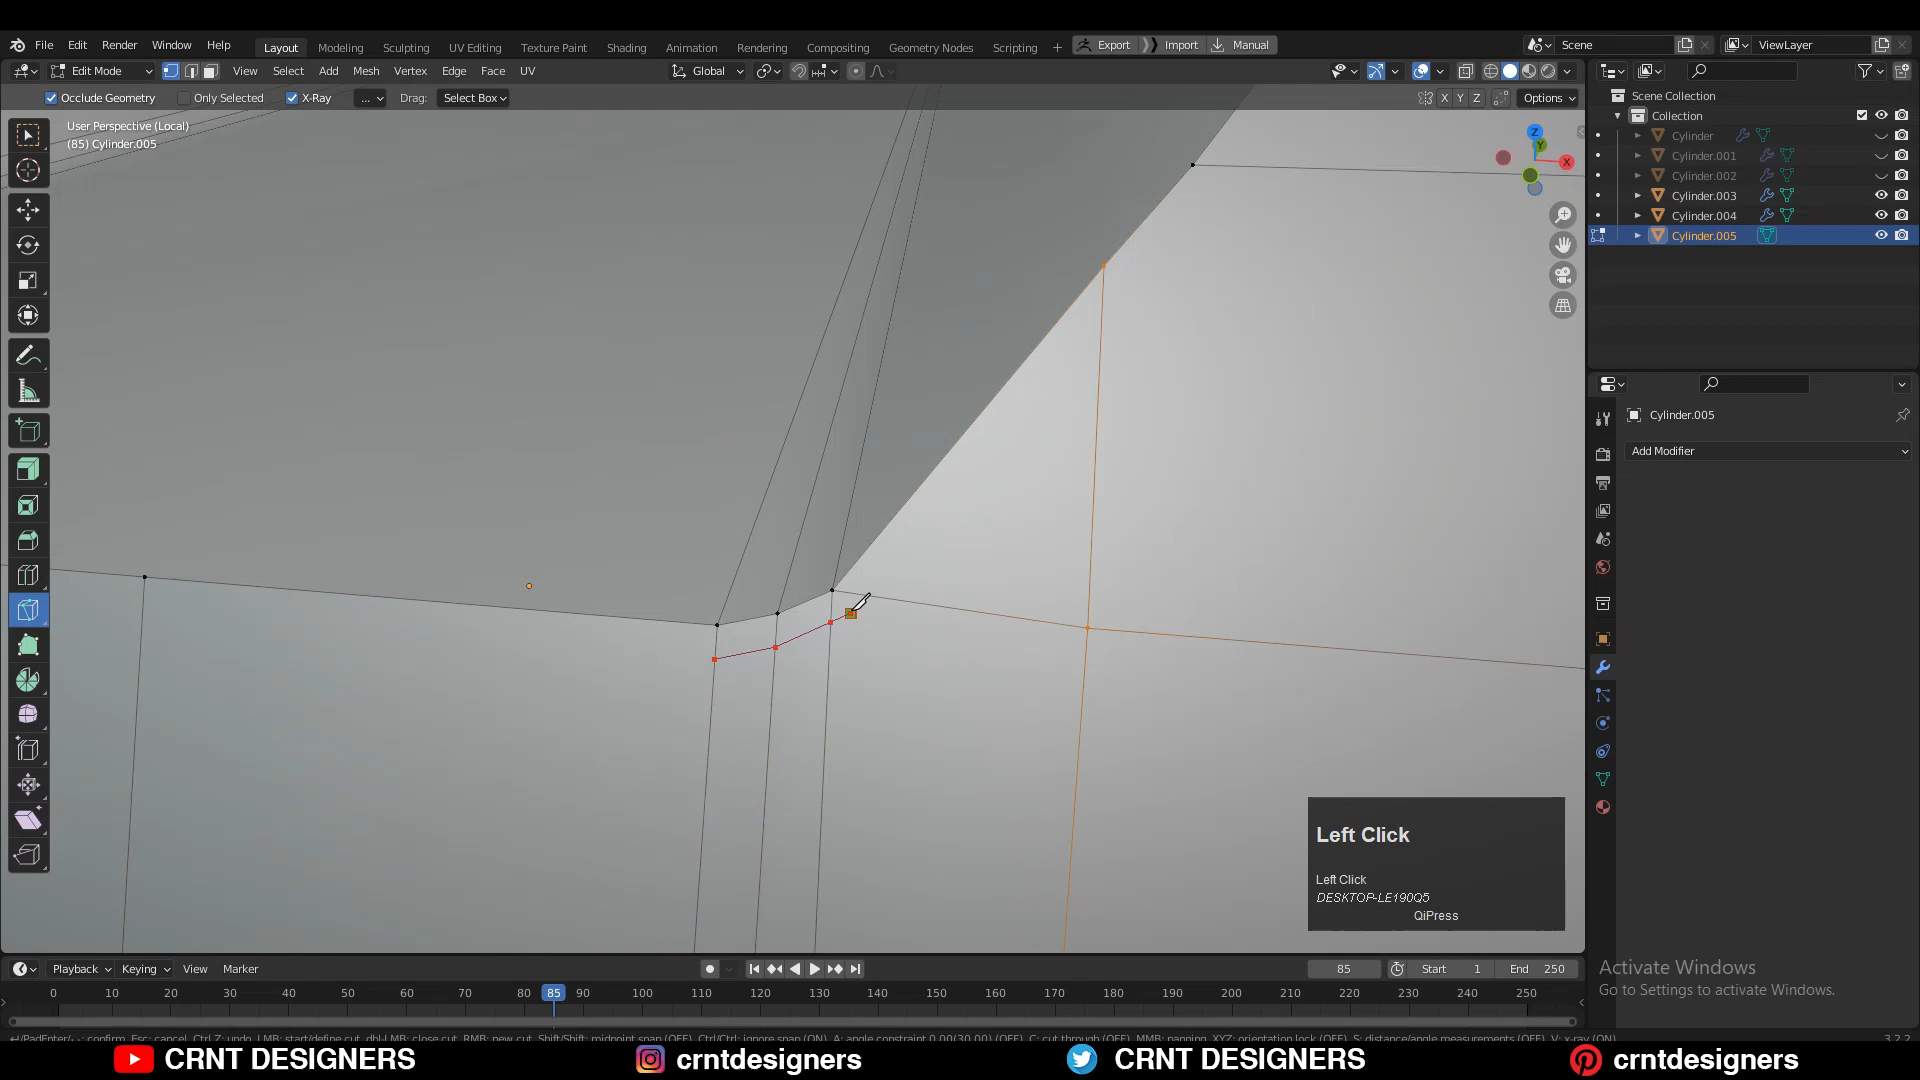 File Edit Render Window Help Layout Modeling Sculpting UV Editing Texture Paint Shading Animation Rendering Compositing Geometry Nodes Scripting + Export Import Manual Scene ViewLayer
Edit Mode View Select Add Mesh Vertex Edge Face UV Global
Occlude Geometry Only Selected X-Ray ... Drag: Select Box X Y Z Options
User Perspective (Local)
(85) Cylinder.005
Z
Y
X
Scene Collection
Collection
Cylinder
Cylinder.001
Cylinder.002
Cylinder.003
Cylinder.004
Cylinder.005
Cylinder.005
Add Modifier
Left Click
Left Click
DESKTOP-LE190Q5
QiPress
Activate Windows
Go to Settings to activate Windows.
Playback Keying View Marker 85 Start 1 End 250
0 10 20 30 40 50 60 70 80 85 90 100 110 120 130 140 150 160 170 180 190 200 210 220 230 240 250
CRNT DESIGNERS crntdesigners CRNT DESIGNERS crntdesigners